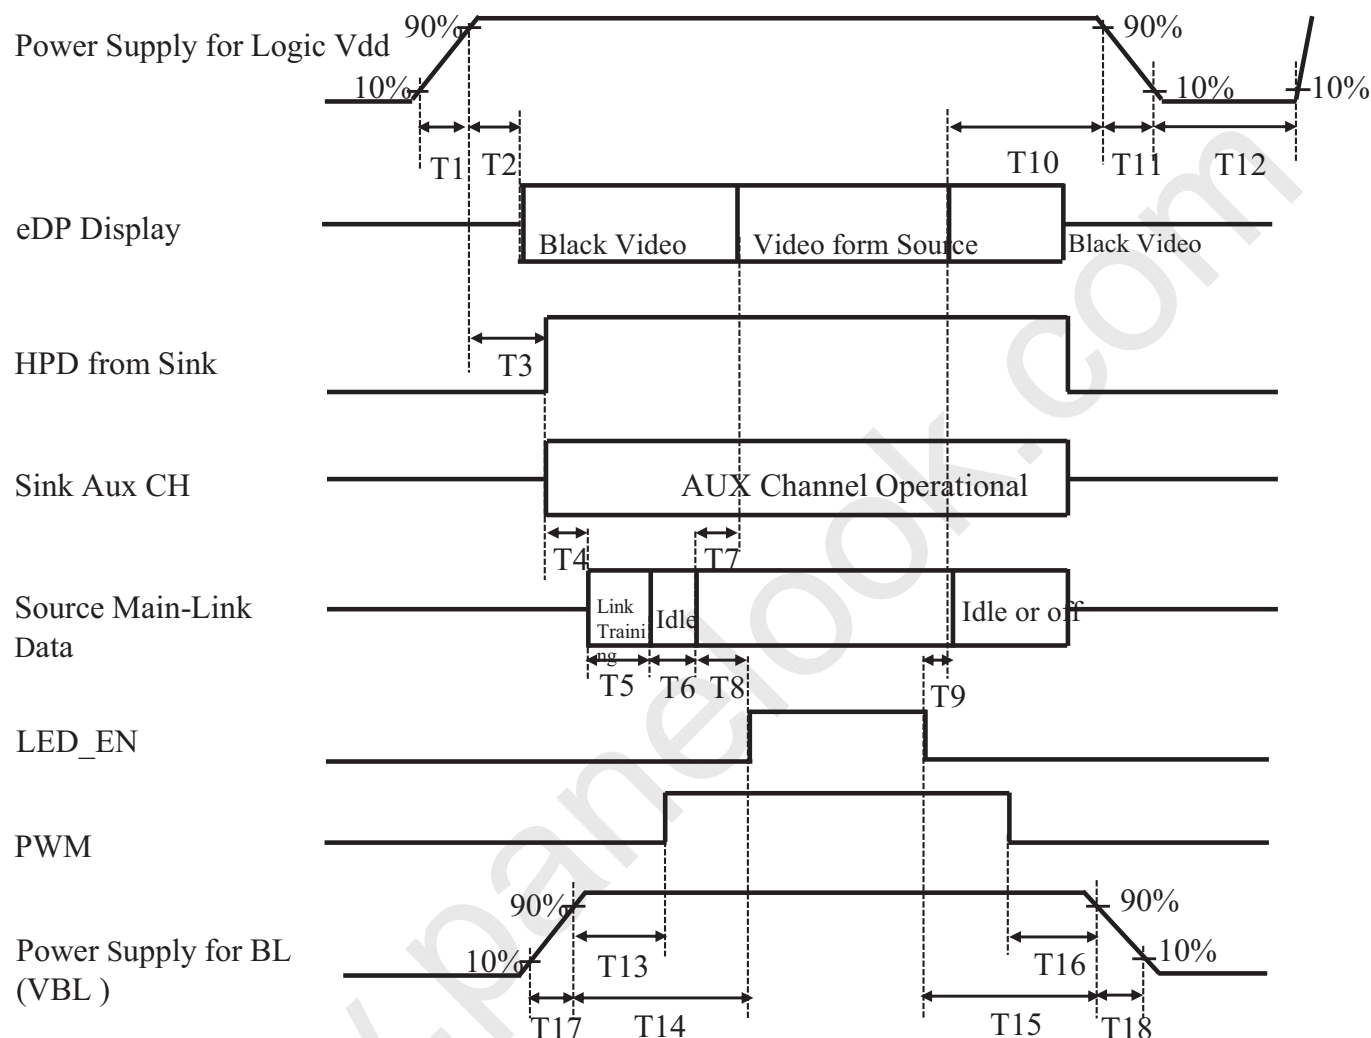 90%
90%
Power Supply for Logic Vdd
10%
10%
10%
T1
T2
T10
T11
T12
eDP Display
Black Video
Video form Source
Black Video
HPD from Sink
T3
Sink Aux CH
AUX Channel Operational
T4
T7
Source Main-Link
Data
Link
Traini
ng
Idle
Idle or off
T5
T6
T8
T9
LED_EN
PWM
90%
90%
Power Supply for BL
(VBL )
10%
10%
T13
T16
T17
T14
T15
T18
.panelook.com